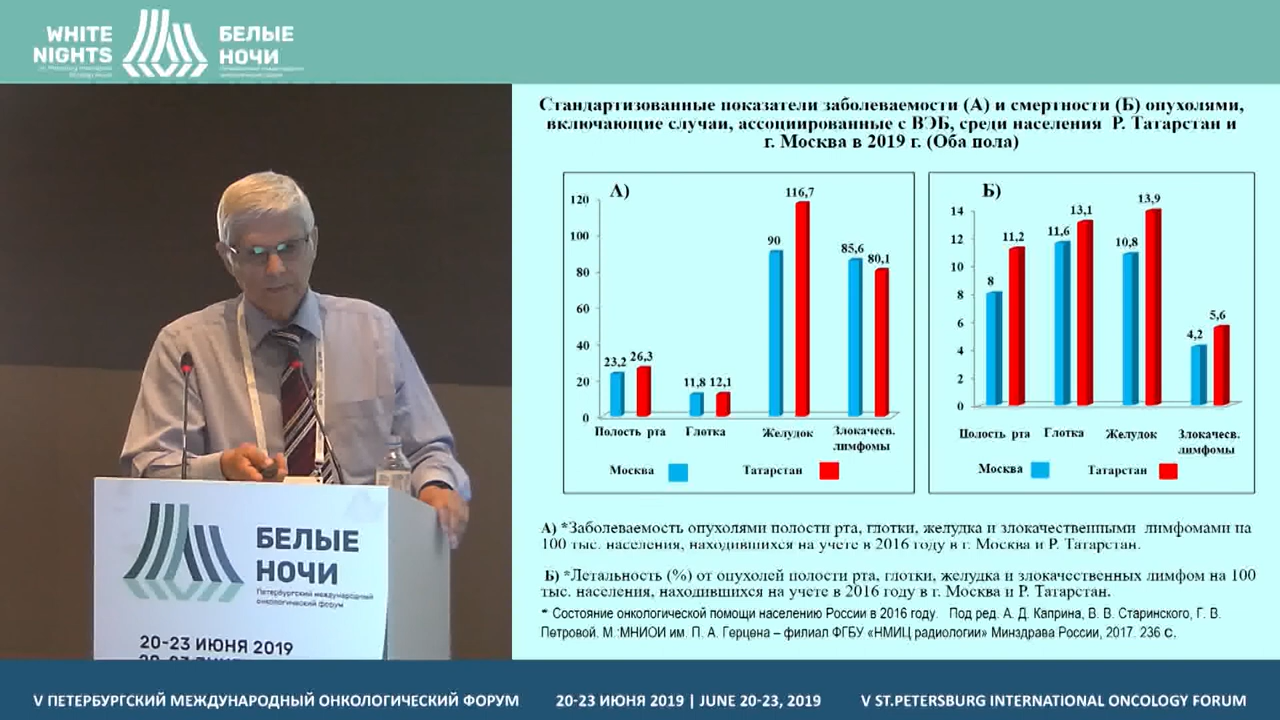 WHITE
NIGHTS
БЕЛЫЕ
НОЧИ
Стандартизованные показатели заболеваемости (А) и смертности (Б) опухолями,
включающие случаи, ассоциированные с ВЭБ, среди населения Р. Татарстан и
г. Москва в 2019 г. (Оба пола)
А)
120
100
80
60
40
20
0
23,2
26,3
11,8
12,1
90
116,7
85,6
80,1
Полость рта
Глотка
Желудок
Злокачесв.
лимфомы
Москва
Татарстан
Б)
14
12
10
8
6
4
2
0
8
11,2
11,6
13,1
10,8
13,9
4,2
5,6
Полость рта
Глотка
Желудок
Злокачесв.
лимфомы
Москва
Татарстан
А) *Заболеваемость опухолями полости рта, глотки, желудка и злокачественными лимфомами на
100 тыс. населения, находившихся на учете в 2016 году в г. Москва и Р. Татарстан.
Б) *Летальность (%) от опухолей полости рта, глотки, желудка и злокачественных лимфом на 100
тыс. населения, находившихся на учете в 2016 году в г. Москва и Р. Татарстан.
* Состояние онкологической помощи населению России в 2016 году. Под ред. А. Д. Каприна, В. В. Старинского, Г. В.
Петровой. М.:МНИОИ им. П. А. Герцена – филиал ФГБУ «НМИЦ радиологии» Минздрава России, 2017. 236 с.
БЕЛЫЕ
НОЧИ
Петербургский международный
онкологический форум
20-23 ИЮНЯ 2019
V ПЕТЕРБУРГСКИЙ МЕЖДУНАРОДНЫЙ ОНКОЛОГИЧЕСКИЙ ФОРУМ
20-23 ИЮНЯ 2019 | JUNE 20-23, 2019
V ST.PETERSBURG INTERNATIONAL ONCOLOGY FORUM